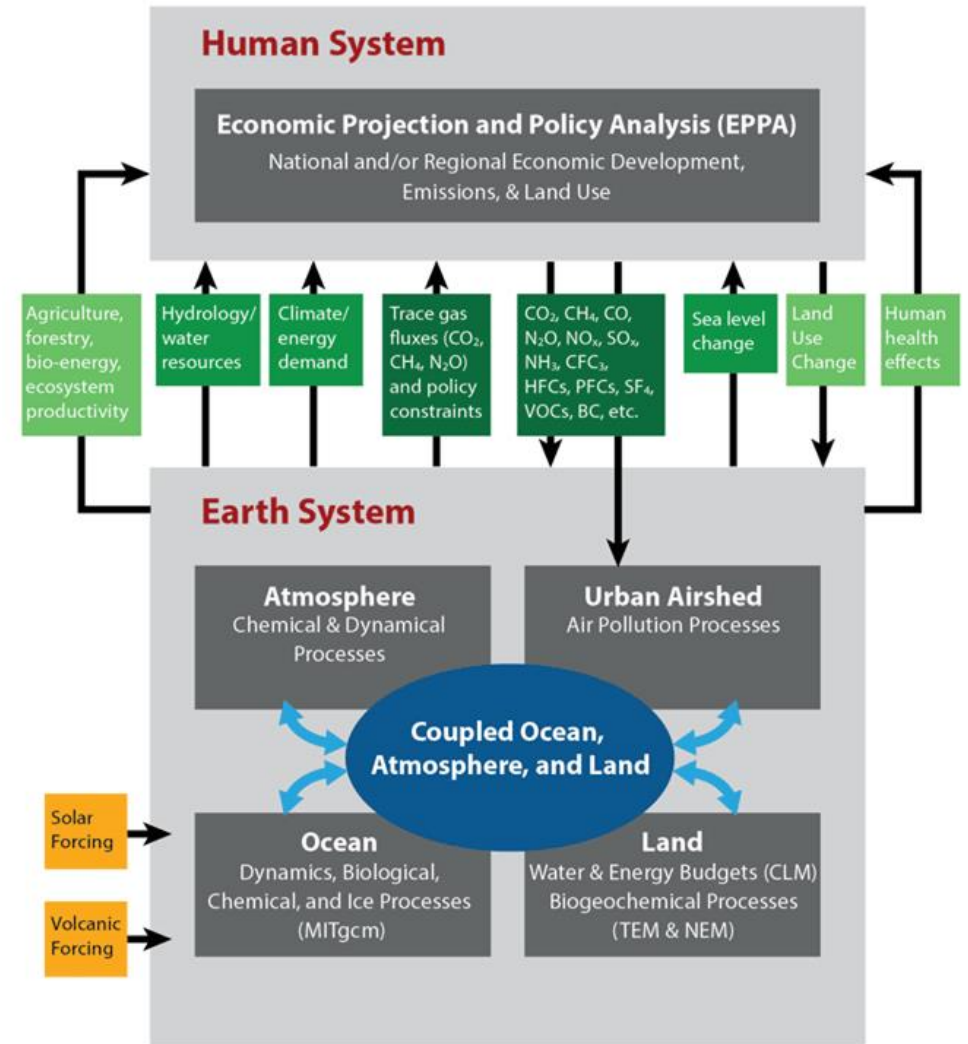 Human System
Economic Projection and Policy Analysis (EPPA)
National and/or Regional Economic Development,
Emissions, & Land Use
Agriculture,
forestry,
bio-energy,
ecosystem
productivity
Hydrology/
water
resources
Climate/
energy
demand
Trace gas
fluxes (CO₂,
CH₄, N₂O)
and policy
constraints
CO₂, CH₄, CO,
N₂O, NOₓ, SOₓ,
NH₃, CFC₃,
HFCs, PFCs, SF₄,
VOCs, BC, etc.
Sea level
change
Land
Use
Change
Human
health
effects
Earth System
Atmosphere
Chemical & Dynamical
Processes
Urban Airshed
Air Pollution Processes
Coupled Ocean,
Atmosphere, and Land
Solar
Forcing
Volcanic
Forcing
Ocean
Dynamics, Biological,
Chemical, and Ice Processes
(MITgcm)
Land
Water & Energy Budgets (CLM)
Biogeochemical Processes
(TEM & NEM)